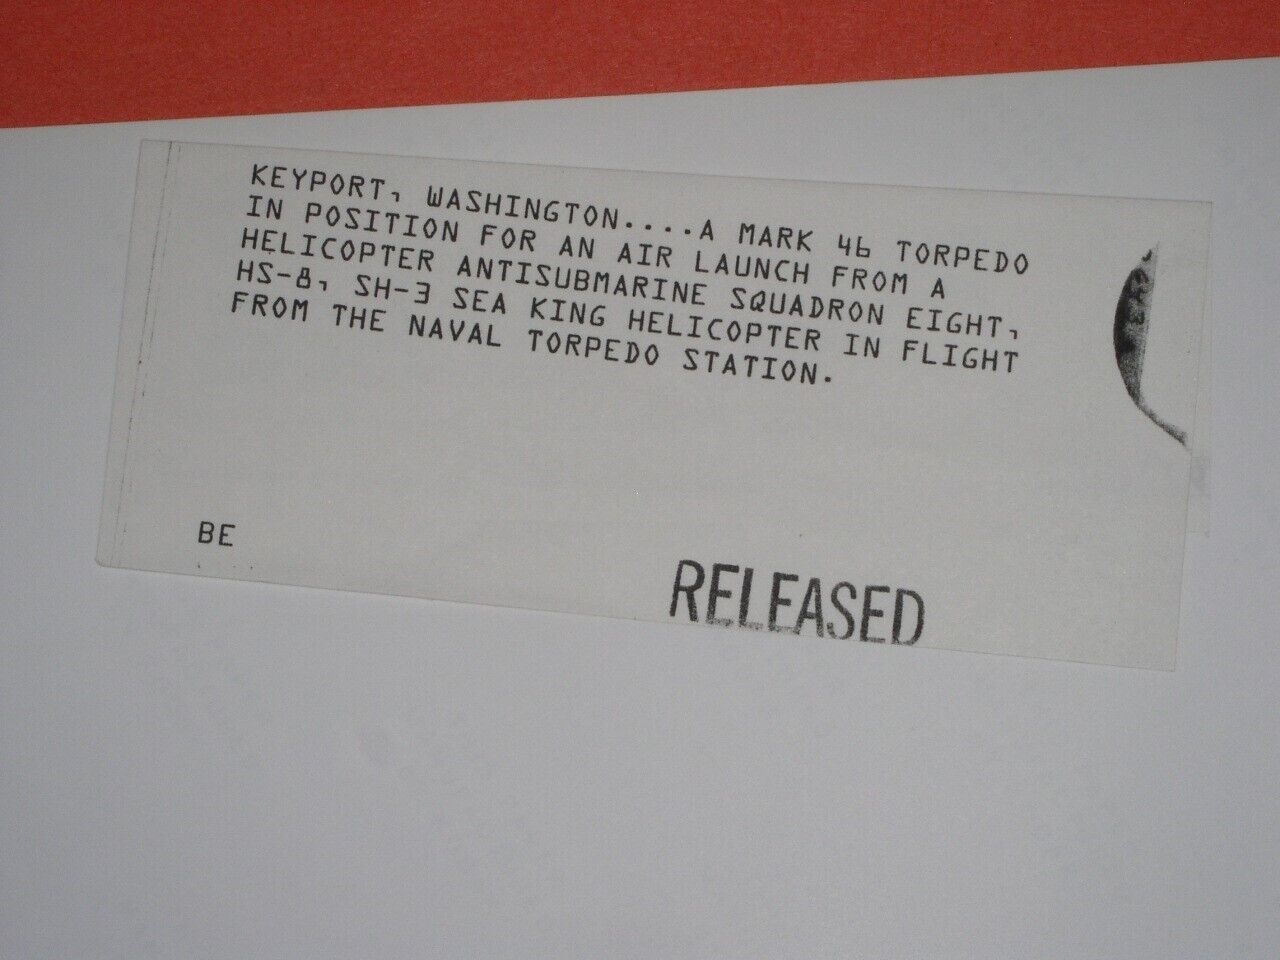 KEYPORT, WASHINGTON....A MARK 46 TORPEDO
IN POSITION FOR AN AIR LAUNCH FROM A
HELICOPTER ANTISUBMARINE SQUADRON EIGHT,
HS-8, SH-3 SEA KING HELICOPTER IN FLIGHT
FROM THE NAVAL TORPEDO STATION.
BE
RELEASED